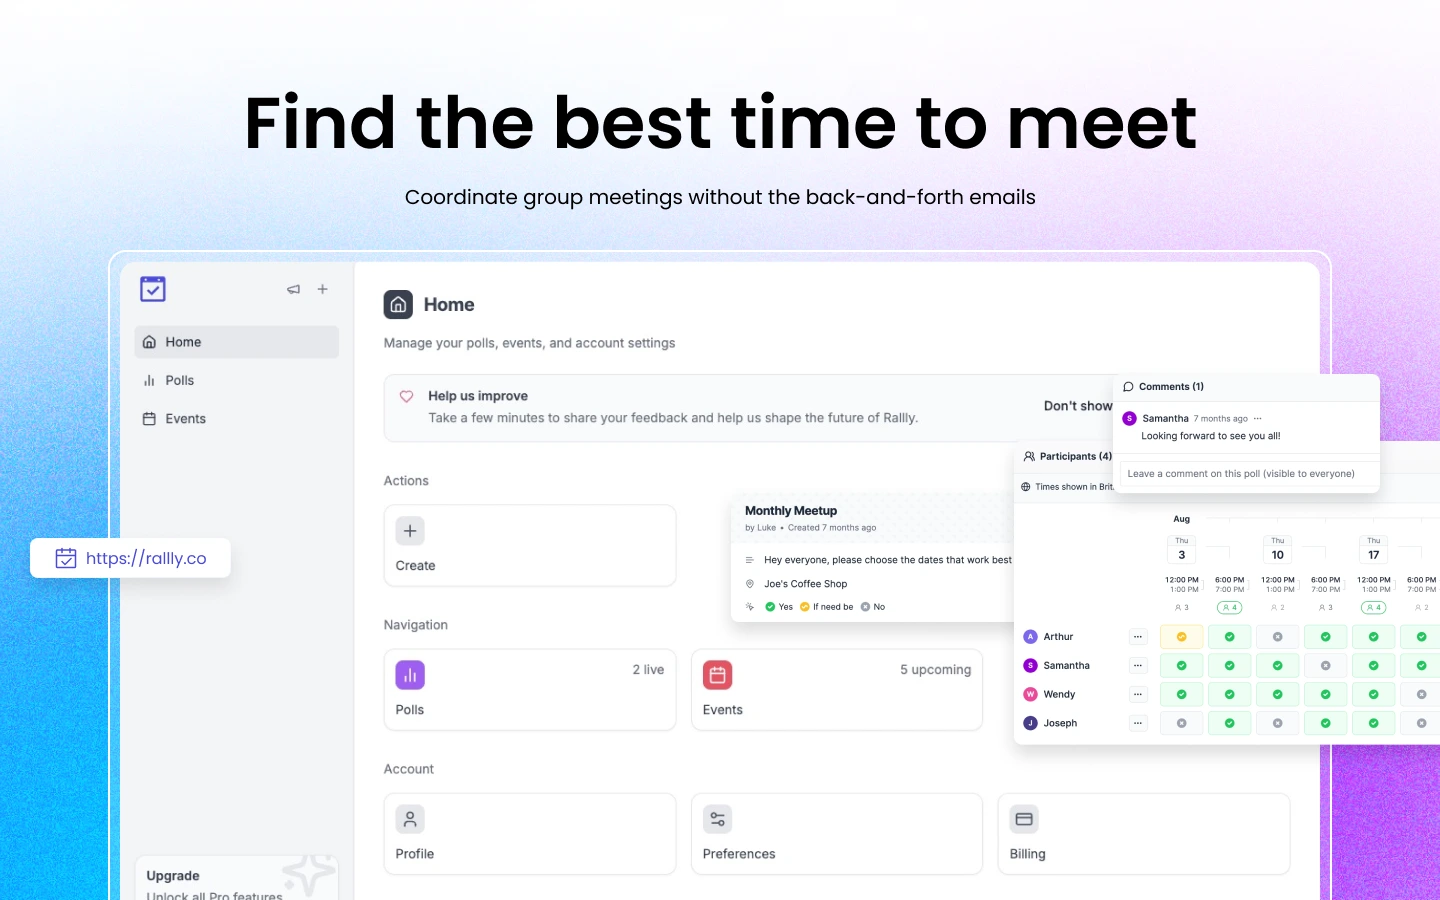 Find the best time to meet
Coordinate group meetings without the back-and-forth emails
Home
Polls
Events
https://rallly.co
Upgrade
Unlock all Pro features
Home
Manage your polls, events, and account settings
Help us improve
Take a few minutes to share your feedback and help us shape the future of Rallly.
Don't show
Actions
Create
Navigation
2 live
Polls
5 upcoming
Events
Account
Profile
Preferences
Billing
Monthly Meetup
by Luke • Created 7 months ago
Hey everyone, please choose the dates that work best
Joe's Coffee Shop
Yes If need be No
Comments (1)
S Samantha 7 months ago ...
Looking forward to see you all!
Leave a comment on this poll (visible to everyone)
Participants (4)
Times shown in Brit
Aug
Thu Thu Thu
3 10 17
12:00 PM 6:00 PM 12:00 PM 6:00 PM 12:00 PM 6:00 PM
1:00 PM 7:00 PM 1:00 PM 7:00 PM 1:00 PM 7:00 PM
3 4 2 3 4 2
A Arthur
S Samantha
W Wendy
J Joseph